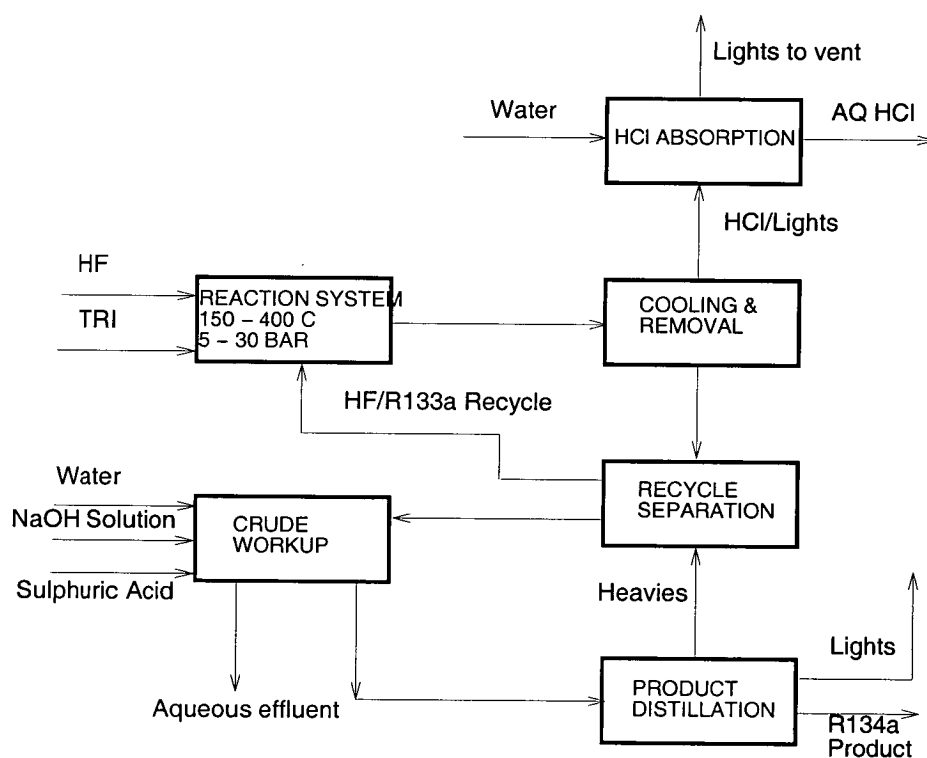 Lights to vent
Water
AQ HCl
HCl ABSORPTION
HCl/Lights
HF
TRI
REACTION SYSTEM
150 – 400 C
5 – 30 BAR
COOLING &
REMOVAL
HF/R133a Recycle
Water
NaOH Solution
Sulphuric Acid
CRUDE
WORKUP
RECYCLE
SEPARATION
Heavies
Aqueous effluent
PRODUCT
DISTILLATION
Lights
R134a
Product